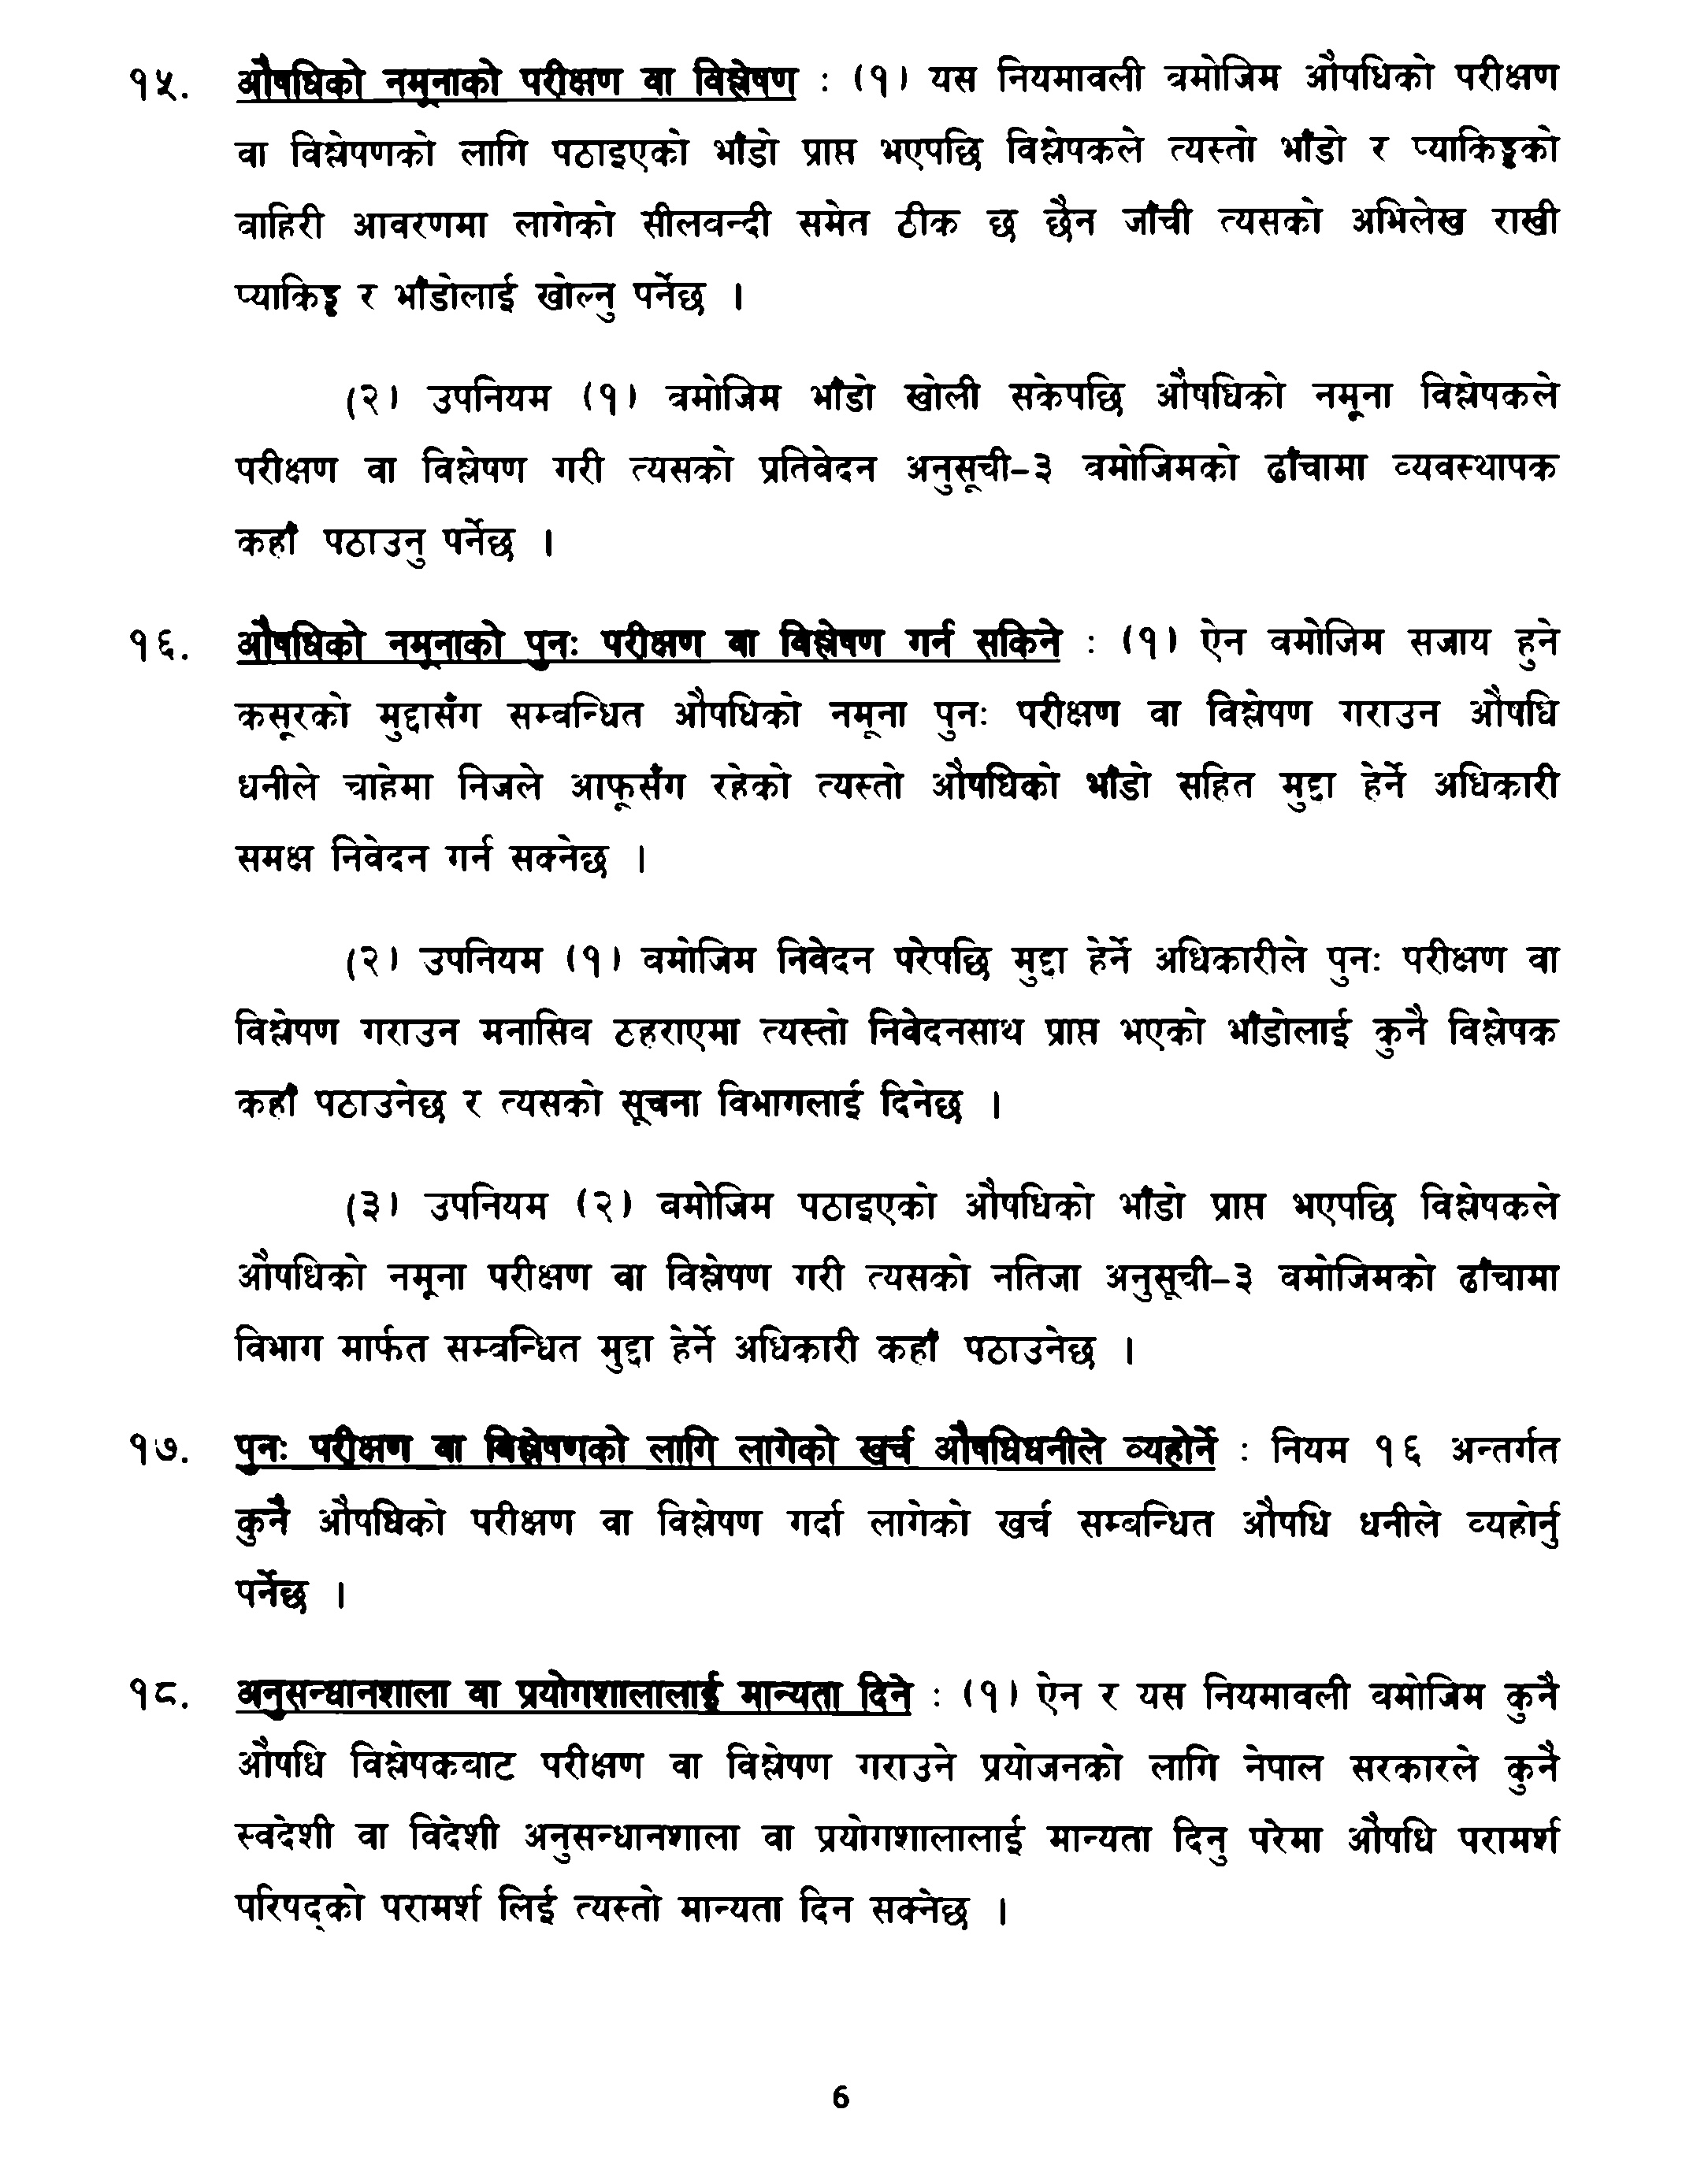 १५. औषधिको नमूनाको परीक्षण वा विश्लेषण : (१) यस नियमावली बमोजिम औषधिको परीक्षण
वा विश्लेषणको लागि पठाइएको भाँडो प्राप्त भएपछि विश्लेषकले त्यस्तो भाँडो र प्याकिङ्गको
बाहिरी आवरणमा लागेको सीलबन्दी समेत ठीक छ छैन जाँची त्यसको अभिलेख राखी
प्याकिङ्ग र भाँडोलाई खोल्नु पर्नेछ ।
(२) उपनियम (१) बमोजिम भाँडो खोली सकेपछि औषधिको नमूना विश्लेषकले
परीक्षण वा विश्लेषण गरी त्यसको प्रतिवेदन अनुसूची-३ बमोजिमको ढाँचामा व्यवस्थापक
कहाँ पठाउनु पर्नेछ ।
१६. औषधिको नमूनाको पुनः परीक्षण वा विश्लेषण गर्न सकिने : (१) ऐन बमोजिम सजाय हुने
कसूरको मुद्दासँग सम्बन्धित औषधिको नमूना पुनः परीक्षण वा विश्लेषण गराउन औषधि
धनीले चाहेमा निजले आफूसँग रहेको त्यस्तो औषधिको भाँडो सहित मुद्दा हेर्ने अधिकारी
समक्ष निवेदन गर्न सक्नेछ ।
(२) उपनियम (१) बमोजिम निवेदन परेपछि मुद्दा हेर्ने अधिकारीले पुनः परीक्षण वा
विश्लेषण गराउन मनासिब ठहराएमा त्यस्तो निवेदनसाथ प्राप्त भएको भाँडोलाई कुनै विश्लेषक
कहाँ पठाउनेछ र त्यसको सूचना विभागलाई दिनेछ ।
(३) उपनियम (२) बमोजिम पठाइएको औषधिको भाँडो प्राप्त भएपछि विश्लेषकले
औषधिको नमूना परीक्षण वा विश्लेषण गरी त्यसको नतिजा अनुसूची-३ बमोजिमको ढाँचामा
विभाग मार्फत सम्बन्धित मुद्दा हेर्ने अधिकारी कहाँ पठाउनेछ ।
१७. पुनः परीक्षण वा विश्लेषणको लागि लागेको खर्च औषधिधनीले व्यहोर्ने : नियम १६ अन्तर्गत
कुनै औषधिको परीक्षण वा विश्लेषण गर्दा लागेको खर्च सम्बन्धित औषधि धनीले व्यहोर्नु
पर्नेछ ।
१८. अनुसन्धानशाला वा प्रयोगशालालाई मान्यता दिने : (१) ऐन र यस नियमावली बमोजिम कुनै
औषधि विश्लेषकबाट परीक्षण वा विश्लेषण गराउने प्रयोजनको लागि नेपाल सरकारले कुनै
स्वदेशी वा विदेशी अनुसन्धानशाला वा प्रयोगशालालाई मान्यता दिनु परेमा औषधि परामर्श
परिषद्को परामर्श लिई त्यस्तो मान्यता दिन सक्नेछ ।
6